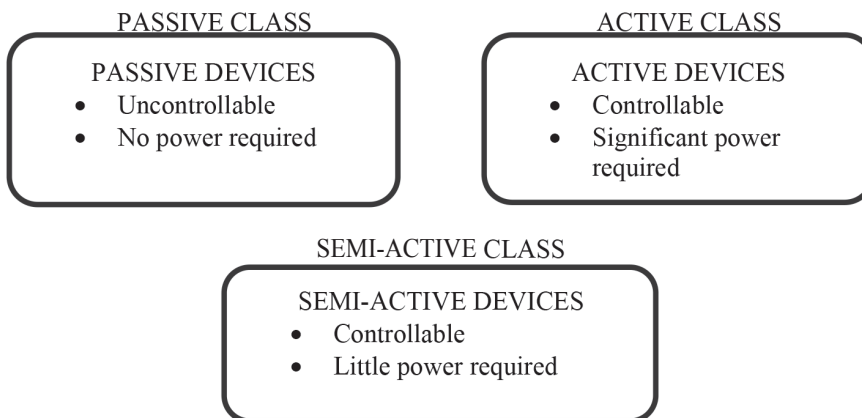 PASSIVE CLASS
PASSIVE DEVICES
• Uncontrollable
• No power required
ACTIVE CLASS
ACTIVE DEVICES
• Controllable
• Significant power
required
SEMI-ACTIVE CLASS
SEMI-ACTIVE DEVICES
• Controllable
• Little power required